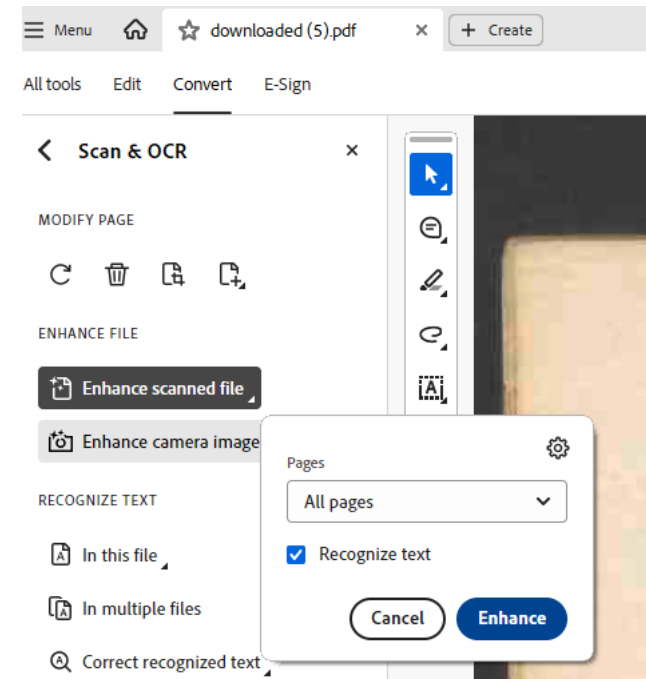 Menu downloaded (5).pdf × + Create
All tools Edit Convert E-Sign
Scan & OCR ×
MODIFY PAGE
ENHANCE FILE
Enhance scanned file
Enhance camera image
Pages
All pages
Recognize text
Cancel Enhance
RECOGNIZE TEXT
In this file
In multiple files
Correct recognized text